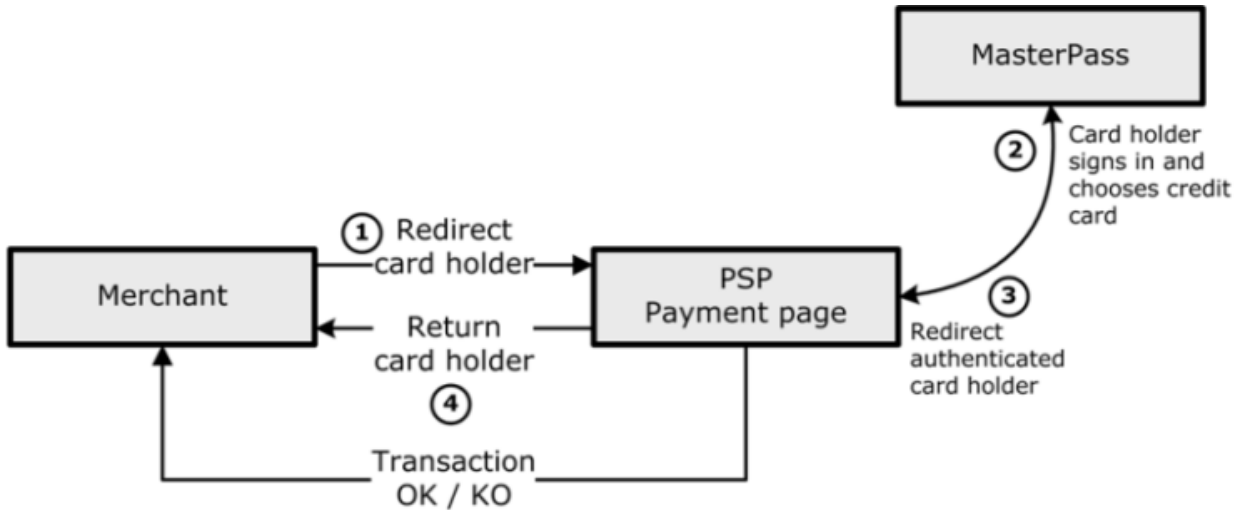 MasterPass
2
Card holder
signs in and
chooses credit
card
1
Redirect
card holder
Merchant
PSP
Payment page
3
Redirect
authenticated
card holder
Return
card holder
4
Transaction
OK / KO